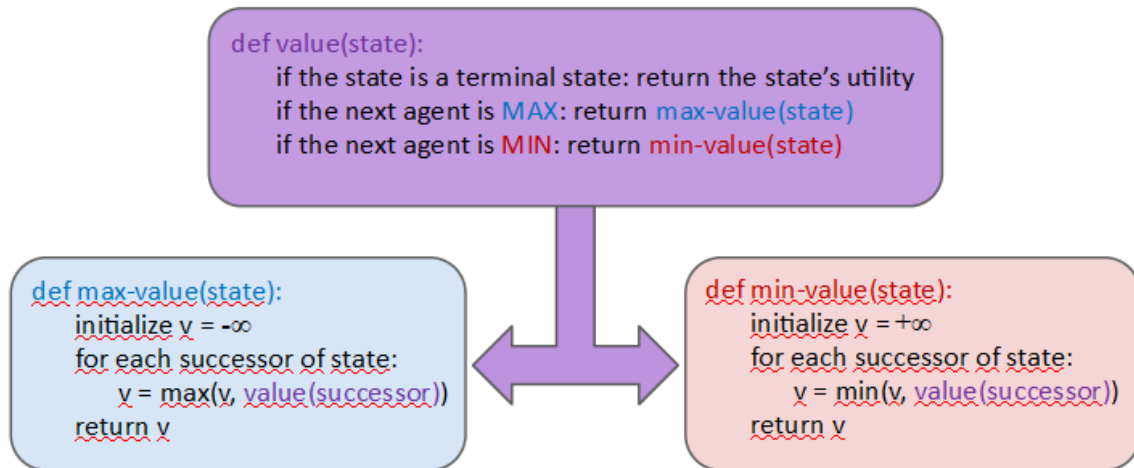 def value(state):
if the state is a terminal state: return the state's utility
if the next agent is MAX: return max-value(state)
if the next agent is MIN: return min-value(state)
def max-value(state):
initialize v = -∞
for each successor of state:
v = max(v, value(successor))
return v
def min-value(state):
initialize v = +∞
for each successor of state:
v = min(v, value(successor))
return v